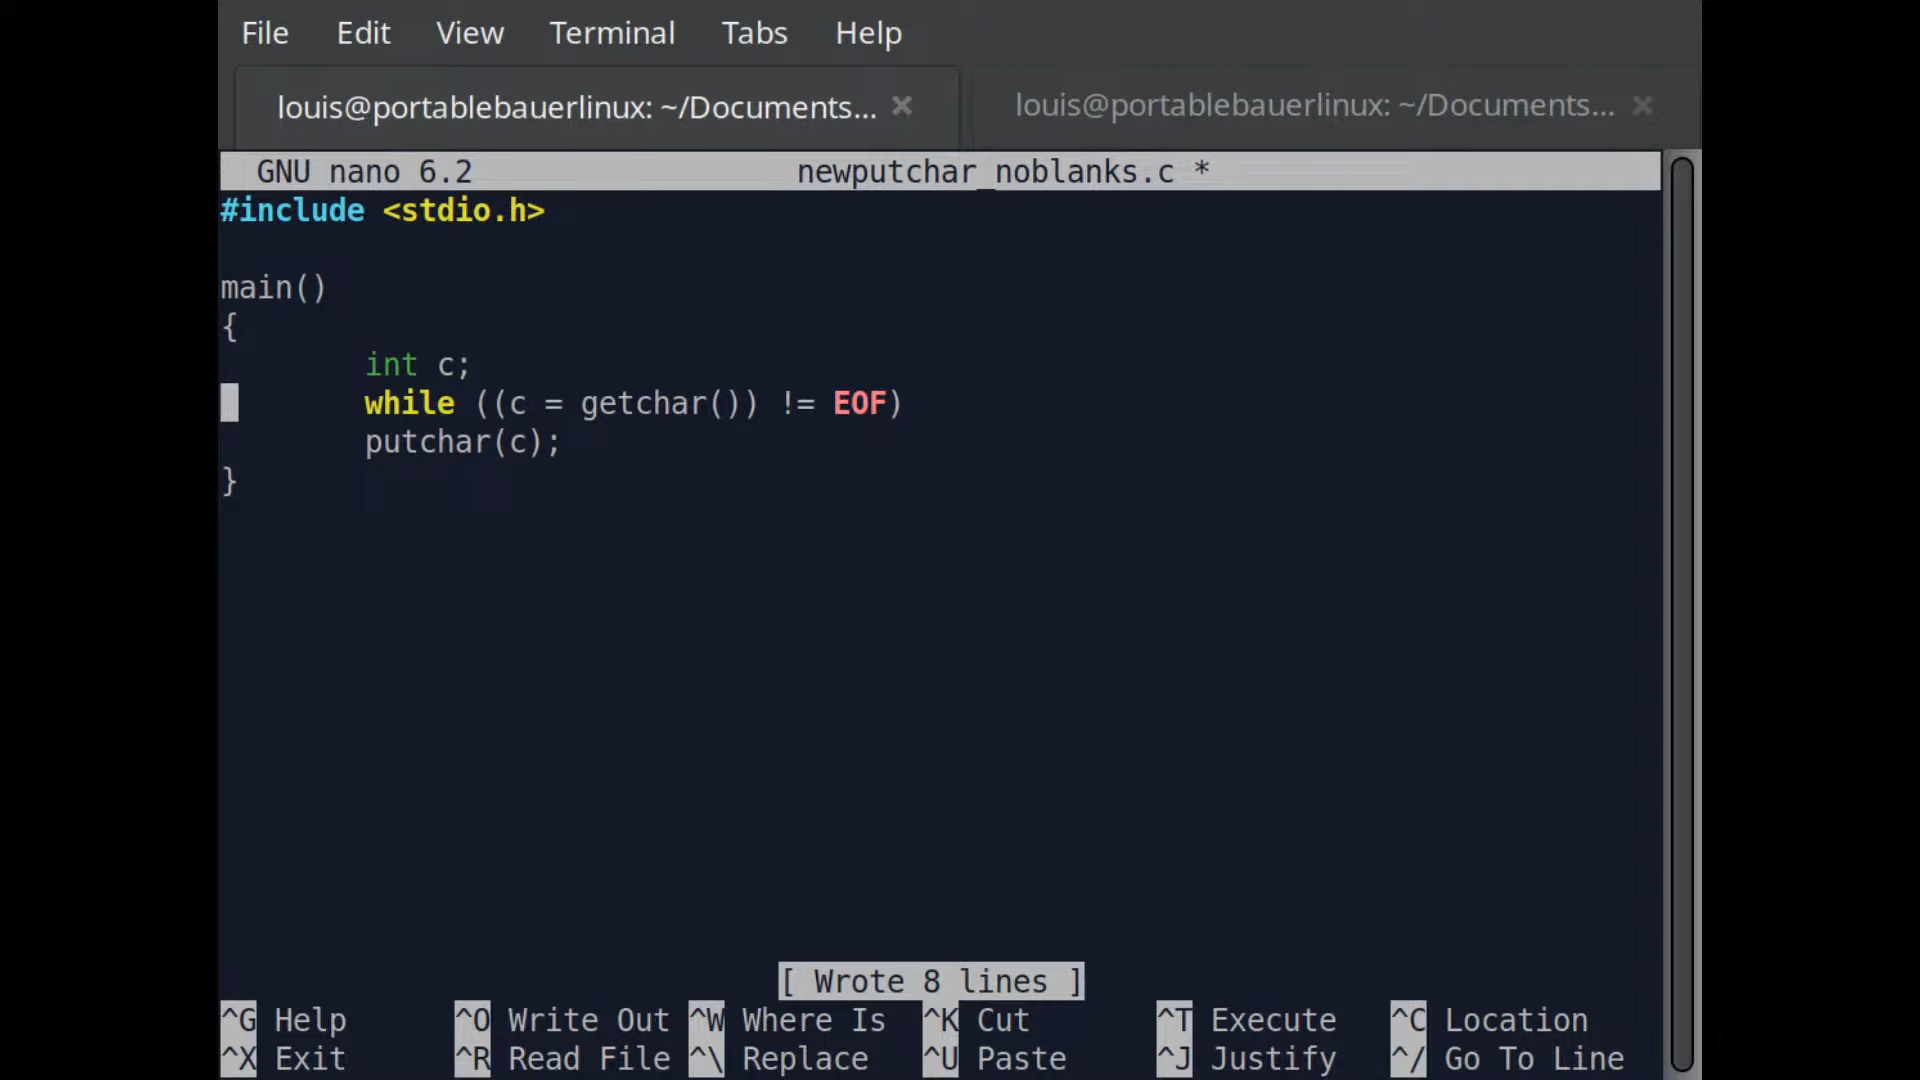 File Edit View Terminal Tabs Help
louis@portablebauerlinux: ~/Documents... × louis@portablebauerlinux: ~/Documents... ×
GNU nano 6.2 newputchar_noblanks.c *
#include <stdio.h>
main()
{
int c;
while ((c = getchar()) != EOF)
putchar(c);
}
[ Wrote 8 lines ]
^G Help ^O Write Out ^W Where Is ^K Cut ^T Execute ^C Location
^X Exit ^R Read File ^\ Replace ^U Paste ^J Justify ^/ Go To Line